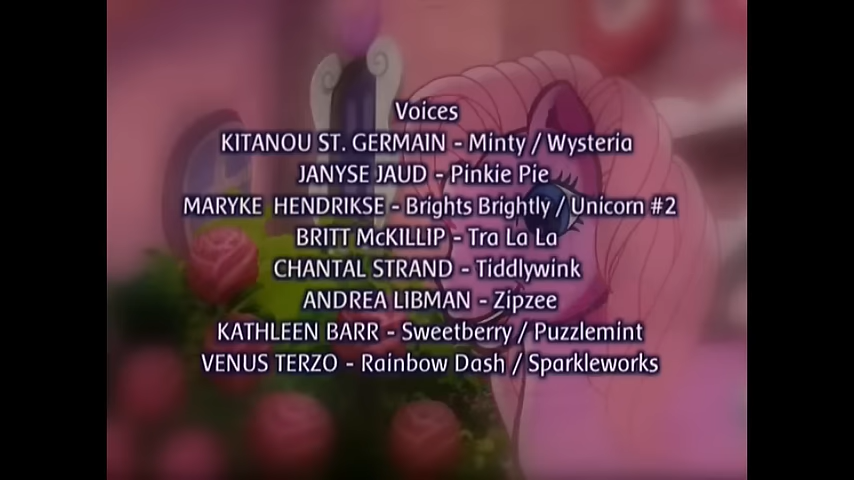 Voices
KITANOU ST. GERMAIN - Minty / Wysteria
JANYSE JAUD - Pinkie Pie
MARYKE HENDRIKSE - Brights Brightly / Unicorn #2
BRITT McKILLIP - Tra La La
CHANTAL STRAND - Tiddlywink
ANDREA LIBMAN - Zipzee
KATHLEEN BARR - Sweetberry / Puzzlemint
VENUS TERZO - Rainbow Dash / Sparkleworks